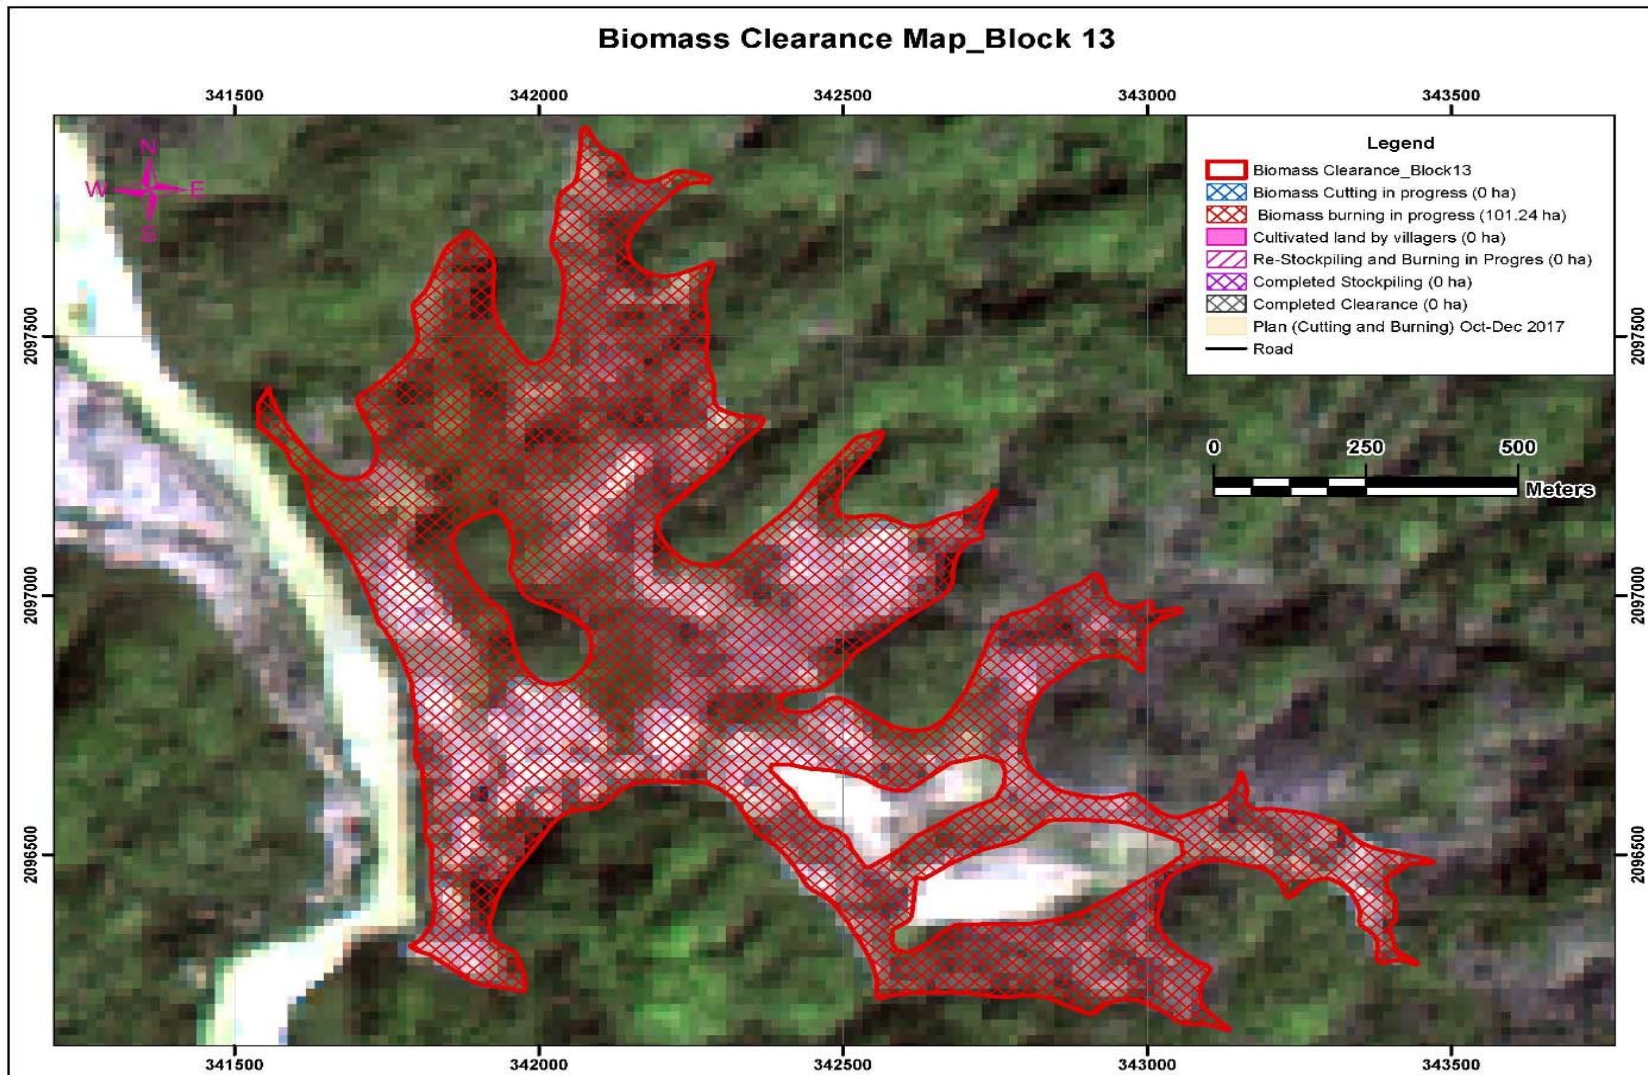 Biomass Clearance Map_Block 13
341500 342000 342500 343000 343500
N
W E
S
Legend
Biomass Clearance_Block13
Biomass Cutting in progress (0 ha)
Biomass burning in progress (101.24 ha)
Cultivated land by villagers (0 ha)
Re-Stockpiling and Burning in Progres (0 ha)
Completed Stockpiling (0 ha)
Completed Clearance (0 ha)
Plan (Cutting and Burning) Oct-Dec 2017
Road
2097500 2097500
0 250 500
Meters
2097000 2097000
2096500 2096500
341500 342000 342500 343000 343500